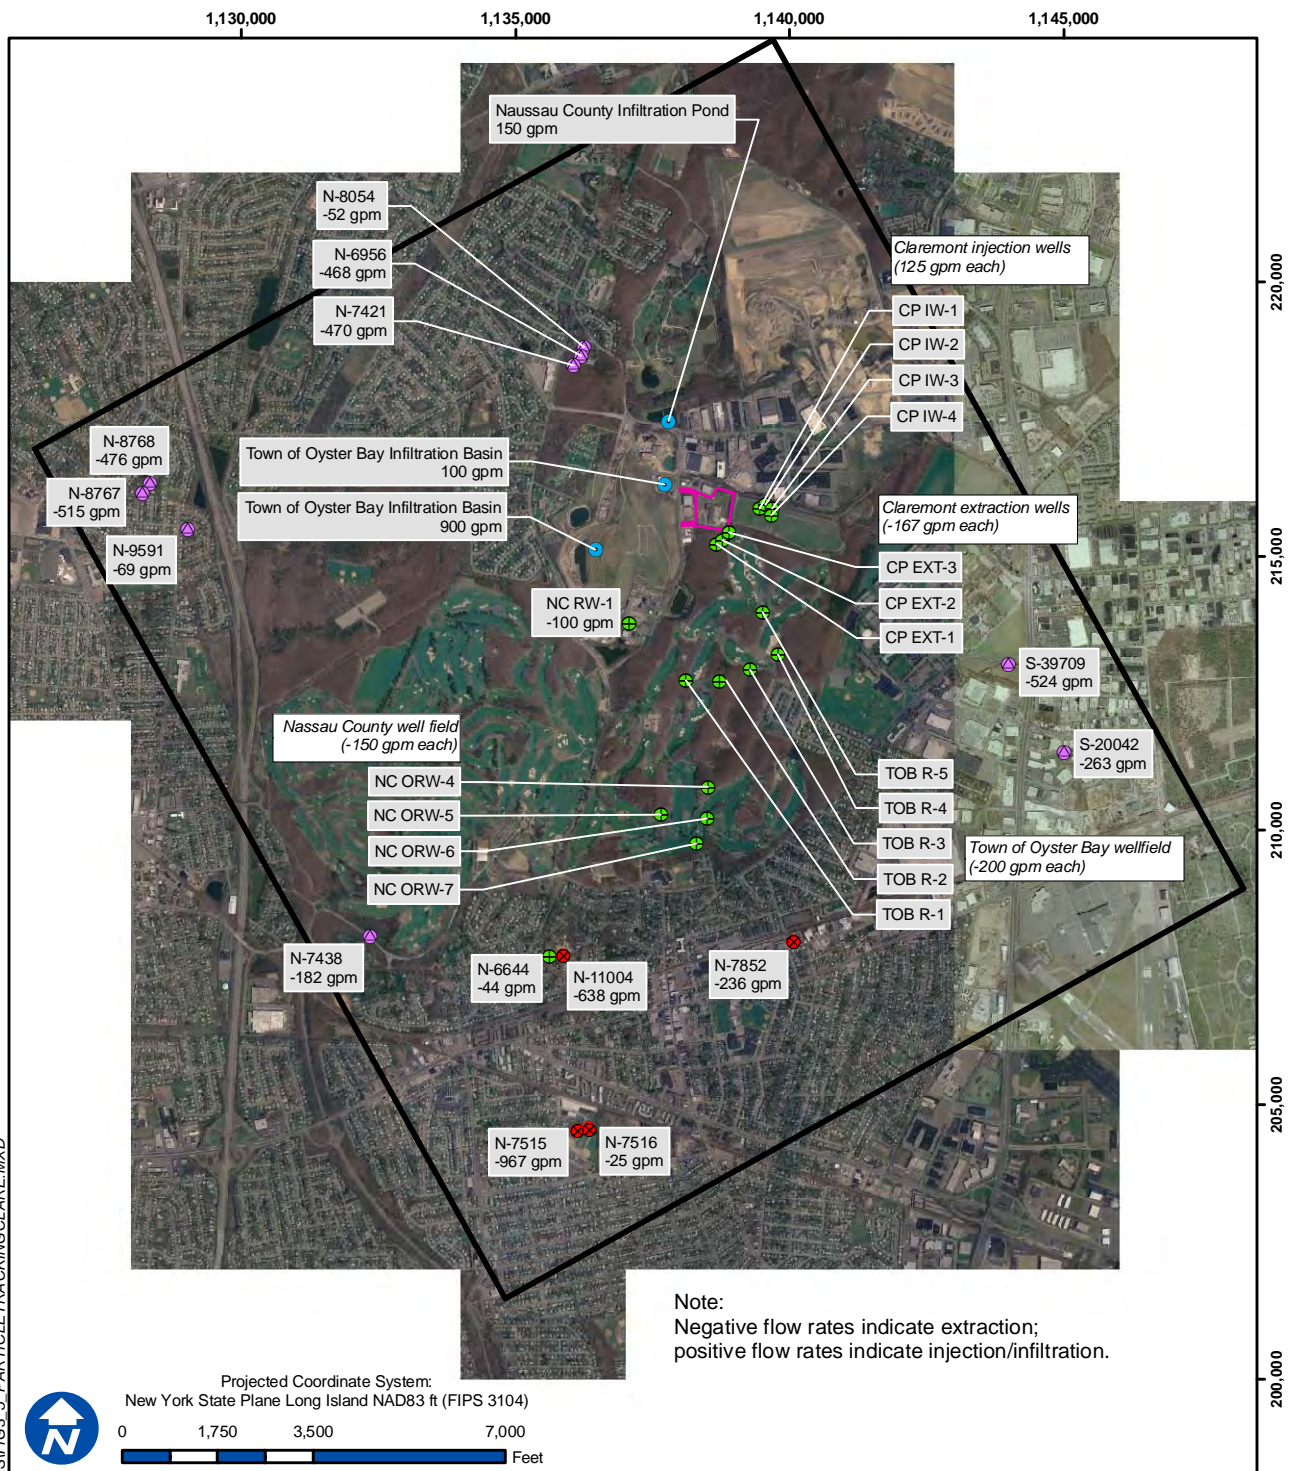 1,130,000
1,135,000
1,140,000
1,145,000
Naussau County Infiltration Pond
150 gpm
N-8054
-52 gpm
N-6956
-468 gpm
N-7421
-470 gpm
Claremont injection wells
(125 gpm each)
220,000
CP IW-1
CP IW-2
CP IW-3
CP IW-4
N-8768
-476 gpm
N-8767
-515 gpm
N-9591
-69 gpm
Town of Oyster Bay Infiltration Basin
100 gpm
Town of Oyster Bay Infiltration Basin
900 gpm
Claremont extraction wells
(-167 gpm each)
215,000
CP EXT-3
CP EXT-2
CP EXT-1
NC RW-1
-100 gpm
S-39709
-524 gpm
S-20042
-263 gpm
Nassau County well field
(-150 gpm each)
NC ORW-4
NC ORW-5
NC ORW-6
NC ORW-7
TOB R-5
TOB R-4
TOB R-3
TOB R-2
TOB R-1
210,000
Town of Oyster Bay wellfield
(-200 gpm each)
N-7438
-182 gpm
N-6644
-44 gpm
N-11004
-638 gpm
N-7852
-236 gpm
205,000
N-7515
-967 gpm
N-7516
-25 gpm
Note:
Negative flow rates indicate extraction;
positive flow rates indicate injection/infiltration.
200,000
Projected Coordinate System:
New York State Plane Long Island NAD83 ft (FIPS 3104)
N
0 1,750 3,500 7,000
Feet